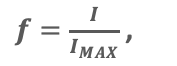 f = I / I_MAX ,